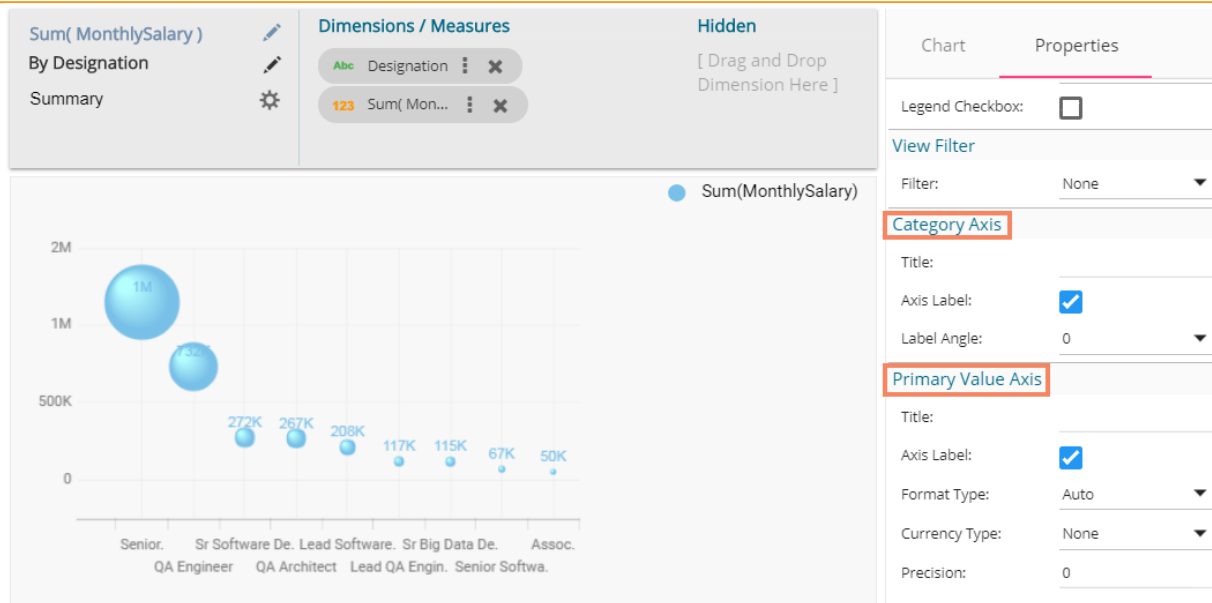 Sum( MonthlySalary )
By Designation
Summary
Dimensions / Measures
Abc Designation
123 Sum( Mon...
Hidden
[ Drag and Drop
Dimension Here ]
Chart Properties
Legend Checkbox:
View Filter
Filter: None
Category Axis
Title:
Axis Label:
Label Angle: 0
Primary Value Axis
Title:
Axis Label:
Format Type: Auto
Currency Type: None
Precision: 0
Sum(MonthlySalary)
2M
1M
500K
0
1M
732K
272K
267K
208K
117K
115K
67K
50K
Senior. Sr Software De. Lead Software. Sr Big Data De. Assoc.
QA Engineer QA Architect Lead QA Engin. Senior Softwa.